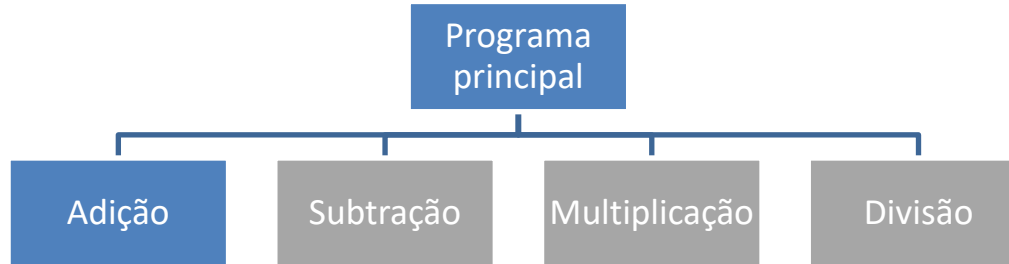 Programa
principal
Adição
Subtração
Multiplicação
Divisão